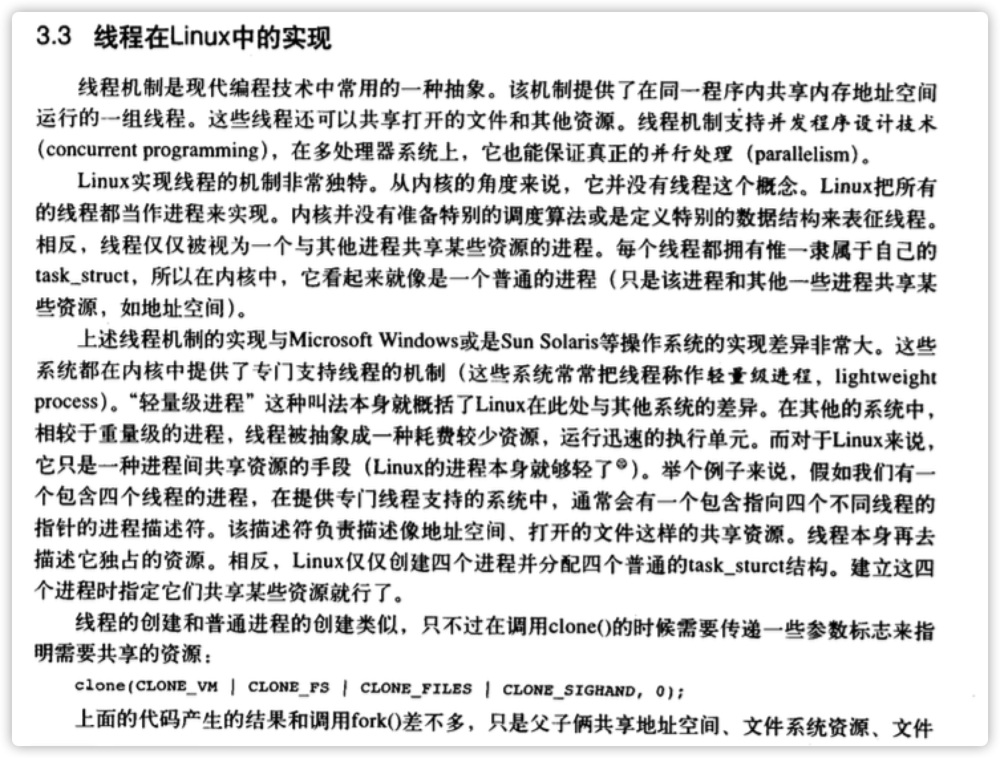 3.3 线程在Linux中的实现
线程机制是现代编程技术中常用的一种抽象。该机制提供了在同一程序内共享内存地址空间
运行的一组线程。这些线程还可以共享打开的文件和其他资源。线程机制支持并发程序设计技术
(concurrent programming)，在多处理器系统上，它也能保证真正的并行处理（parallelism）。
Linux实现线程的机制非常独特。从内核的角度来说，它并没有线程这个概念。Linux把所有
的线程都当作进程来实现。内核并没有准备特别的调度算法或是定义特别的数据结构来表征线程。
相反，线程仅仅被视为一个与其他进程共享某些资源的进程。每个线程都拥有惟一隶属于自己的
task_struct，所以在内核中，它看起来就像是一个普通的进程（只是该进程和其他一些进程共享某
些资源，如地址空间）。
上述线程机制的实现与Microsoft Windows或是Sun Solaris等操作系统的实现差异非常大。这些
系统都在内核中提供了专门支持线程的机制（这些系统常常把线程称作轻量级进程，lightweight
process）。“轻量级进程”这种叫法本身就概括了Linux在此处与其他系统的差异。在其他的系统中，
相较于重量级的进程，线程被抽象成一种耗费较少资源，运行迅速的执行单元。而对于Linux来说，
它只是一种进程间共享资源的手段（Linux的进程本身就够轻了）。举个例子来说，假如我们有一
个包含四个线程的进程，在提供专门线程支持的系统中，通常会有一个包含指向四个不同线程的
指针的进程描述符。该描述符负责描述像地址空间、打开的文件这样的共享资源。线程本身再去
描述它独占的资源。相反，Linux仅仅创建四个进程并分配四个普通的task_sturct结构。建立这四
个进程时指定它们共享某些资源就行了。
线程的创建和普通进程的创建类似，只不过在调用clone()的时候需要传递一些参数标志来指
明需要共享的资源：
clone(CLONE_VM | CLONE_FS | CLONE_FILES | CLONE_SIGHAND, 0);
上面的代码产生的结果和调用fork()差不多，只是父子俩共享地址空间、文件系统资源、文件